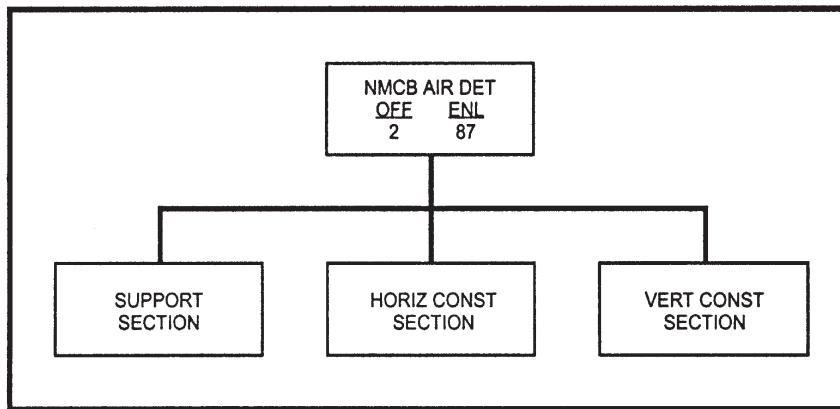 NMCB AIR DET
OFF ENL
2 87
SUPPORT
SECTION
HORIZ CONST
SECTION
VERT CONST
SECTION